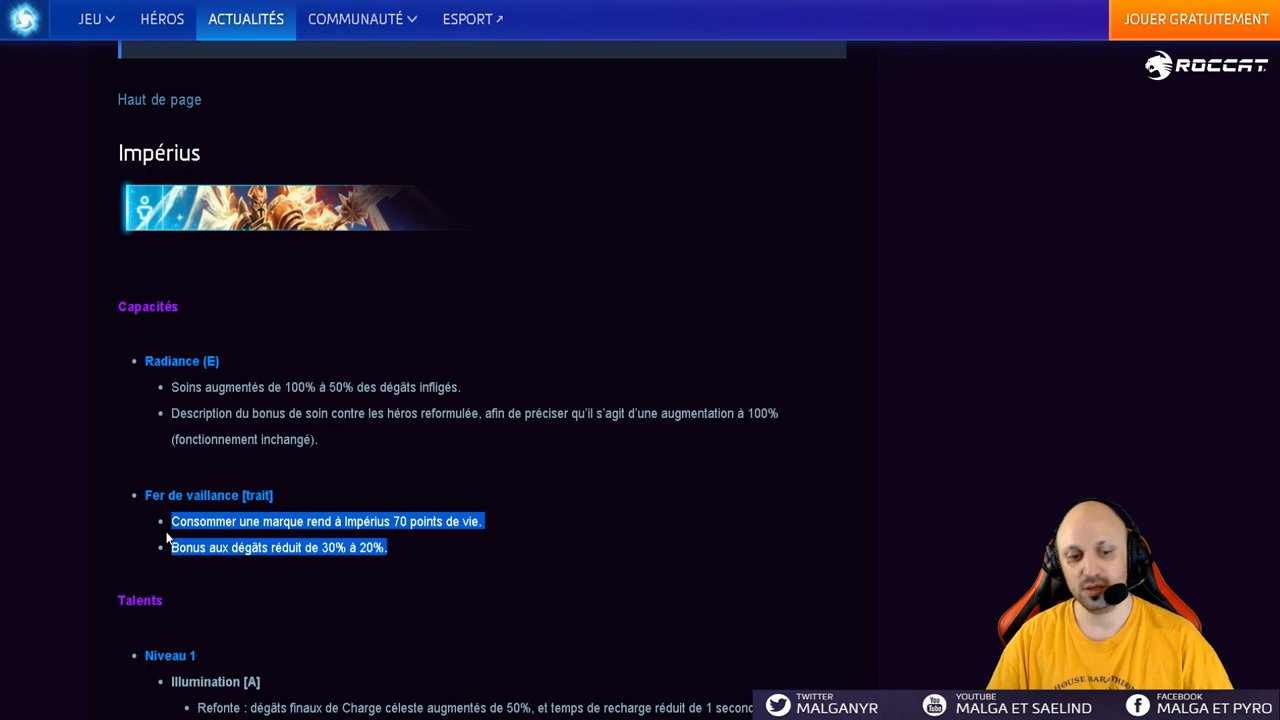 JEU HÉROS ACTUALITÉS COMMUNAUTÉ ESPORT JOUER GRATUITEMENT
ROCCAT
Haut de page
Impérius
Capacités
Radiance (E)
Soins augmentés de 100% à 50% des dégâts infligés.
Description du bonus de soin contre les héros reformulée, afin de préciser qu'il s'agit d'une augmentation à 100%
(fonctionnement inchangé).
Fer de vaillance [trait]
Consommer une marque rend à Impérius 70 points de vie.
Bonus aux dégâts réduit de 30% à 20%.
Talents
Niveau 1
Illumination [A]
Refonte : dégâts finaux de Charge céleste augmentés de 50%, et temps de recharge réduit de 1
HOUSE
TWITTER
MALGANYR
YOUTUBE
MALGA ET SAELIND
FACEBOOK
MALGA ET PYRO